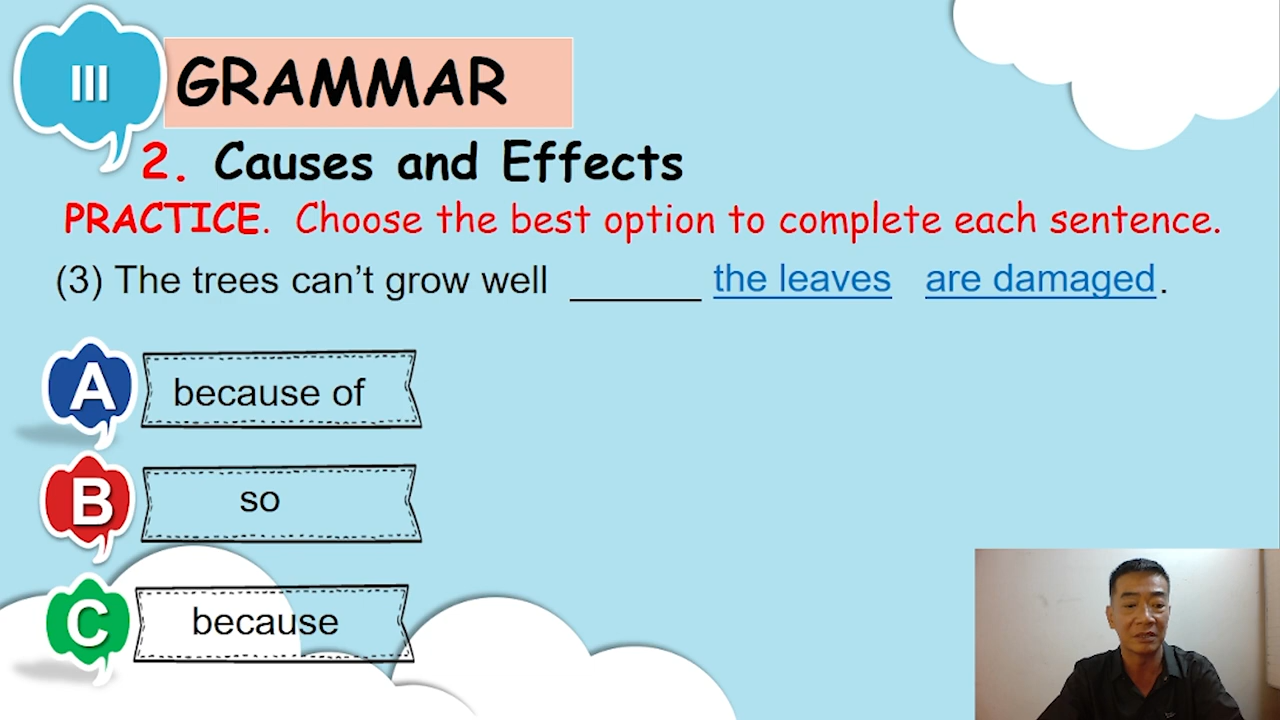 III
GRAMMAR
2. Causes and Effects
PRACTICE. Choose the best option to complete each sentence.
(3) The trees can’t grow well ______ the leaves are damaged.
A because of
B so
C because